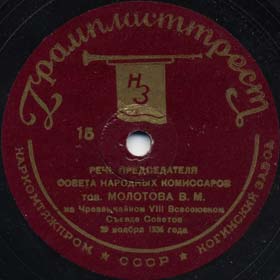 Грампласттрест
НЗ
15
РЕЧЬ ПРЕДСЕДАТЕЛЯ
СОВЕТА НАРОДНЫХ КОМИССАРОВ
тов. МОЛОТОВА В. М.
на Чрезвычайном VIII Всесоюзном
Съезде Советов
29 ноября 1936 года
НАРКОМТЯЖПРОМ ★ СССР ★ НОГИНСКИЙ ЗАВОД